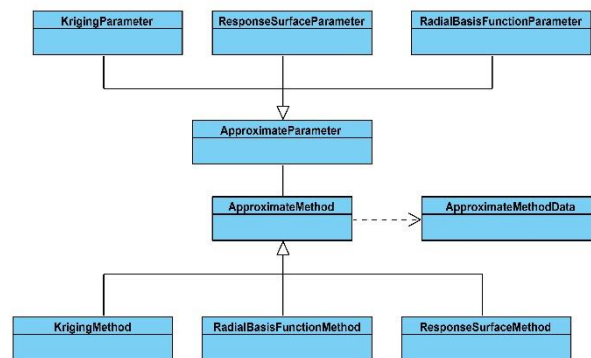 KrigingParameter
ResponseSurfaceParameter
RadialBasisFunctionParameter
ApproximateParameter
ApproximateMethod
ApproximateMethodData
KrigingMethod
RadialBasisFunctionMethod
ResponseSurfaceMethod